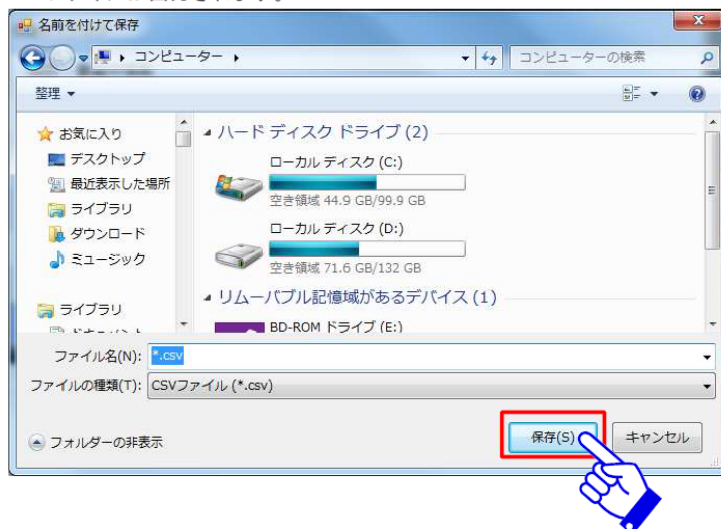 名前を付けて保存
コンピューター
コンピューターの検索
整理
お気に入り
デスクトップ
最近表示した場所
ライブラリ
ダウンロード
ミュージック
ライブラリ
ハード ディスク ドライブ (2)
ローカル ディスク (C:)
空き領域 44.9 GB/99.9 GB
ローカル ディスク (D:)
空き領域 71.6 GB/132 GB
リムーバブル記憶域があるデバイス (1)
BD-ROM ドライブ (E:)
ファイル名(N): *.csv
ファイルの種類(T): CSVファイル (*.csv)
フォルダーの非表示
保存(S)
キャンセル